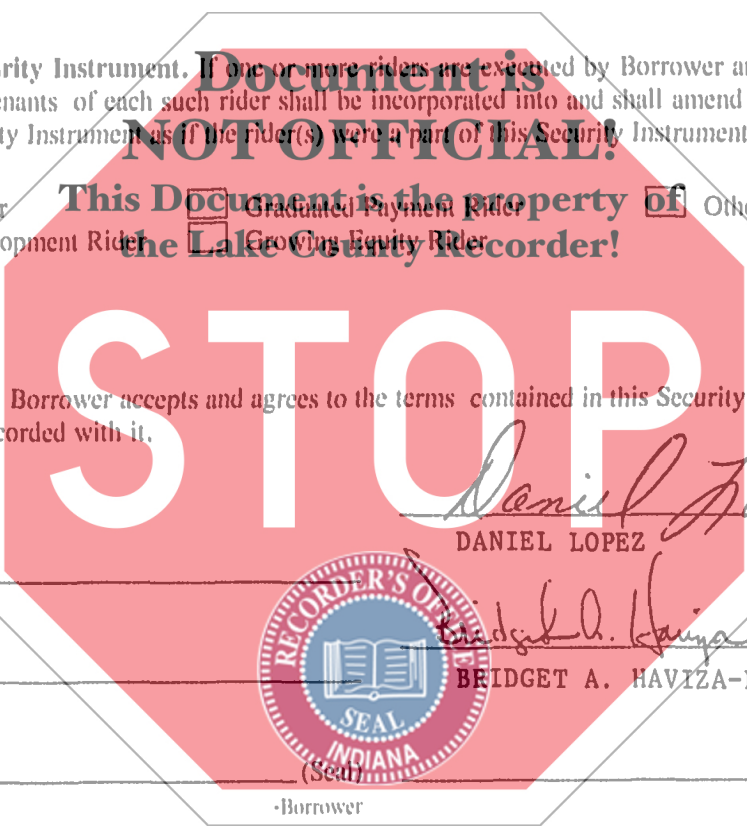 Document is
NOT OFFICIAL!
This Document is the property of
the Lake County Recorder!
STOP
rity Instrument. If one or more riders are executed by Borrower
enants of each such rider shall be incorporated into and shall amend
ty Instrument as if the rider(s) were a part of this Security Instrument
Graduated Payment Rider
opment Rider Growing Equity Rider
Borrower accepts and agrees to the terms contained in this Security
corded with it.
Daniel
DANIEL LOPEZ
Bridget A. Haviza
BRIDGET A. HAVIZA-
RECORDER'S OFFICE
SEAL
INDIANA
(Seal)
-Borrower